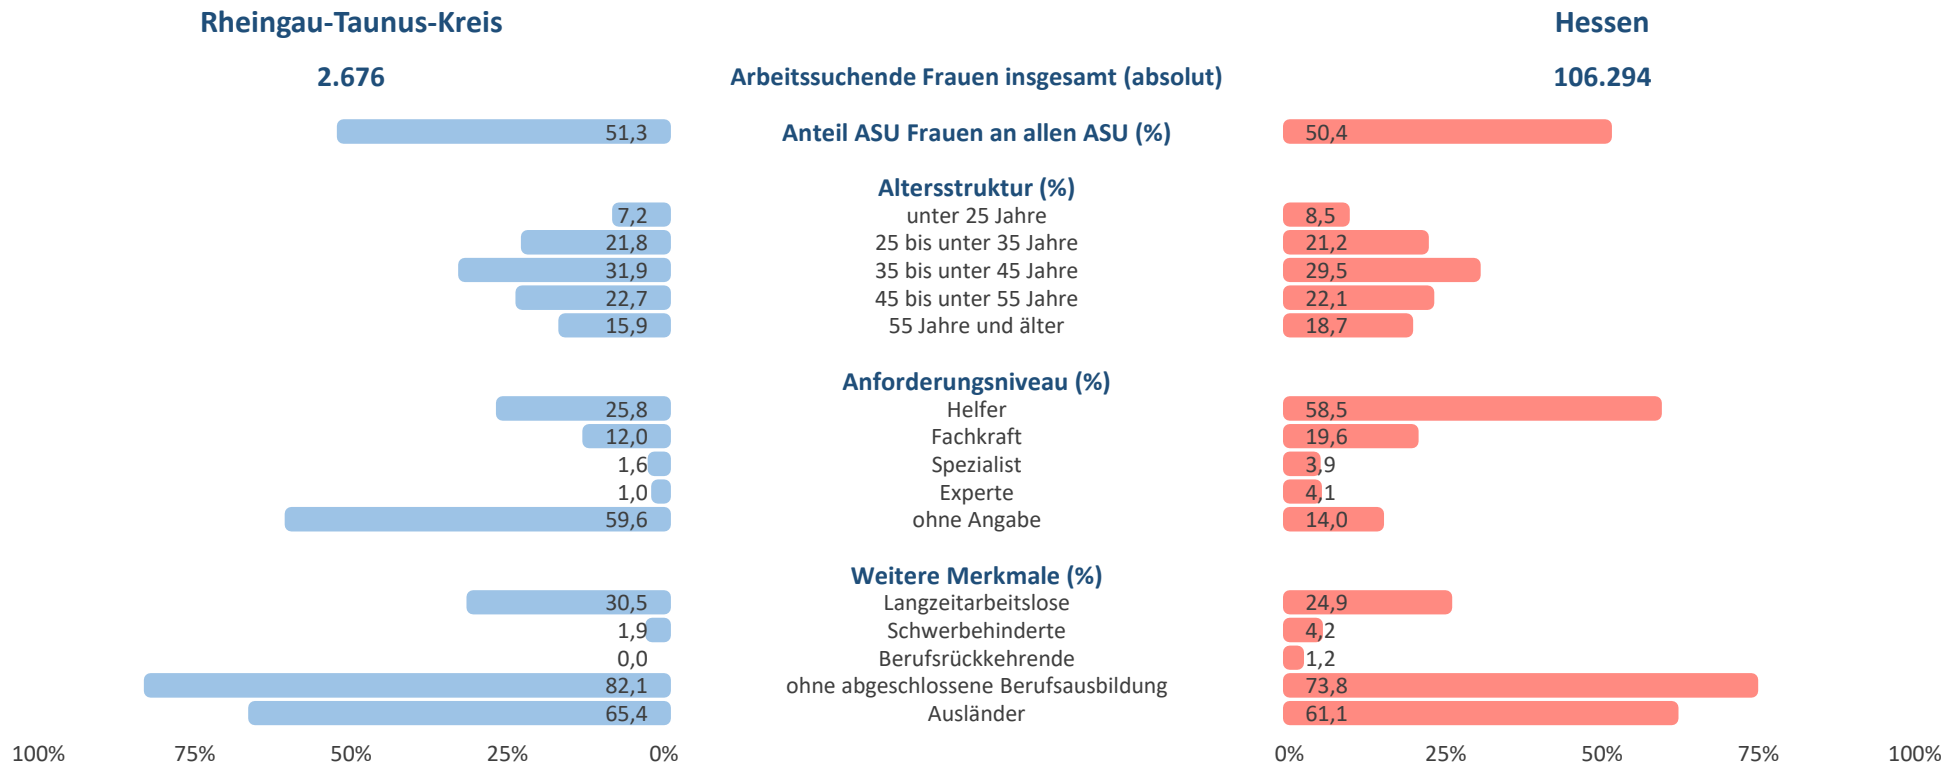 Rheingau-Taunus-Kreis Hessen
2.676 Arbeitssuchende Frauen insgesamt (absolut) 106.294
51,3 Anteil ASU Frauen an allen ASU (%) 50,4
Altersstruktur (%)
7,2 unter 25 Jahre 8,5
21,8 25 bis unter 35 Jahre 21,2
31,9 35 bis unter 45 Jahre 29,5
22,7 45 bis unter 55 Jahre 22,1
15,9 55 Jahre und älter 18,7
Anforderungsniveau (%)
25,8 Helfer 58,5
12,0 Fachkraft 19,6
1,6 Spezialist 3,9
1,0 Experte 4,1
59,6 ohne Angabe 14,0
Weitere Merkmale (%)
30,5 Langzeitarbeitslose 24,9
1,9 Schwerbehinderte 4,2
0,0 Berufsrückkehrende 1,2
82,1 ohne abgeschlossene Berufsausbildung 73,8
65,4 Ausländer 61,1
100% 75% 50% 25% 0% 0% 25% 50% 75% 100%